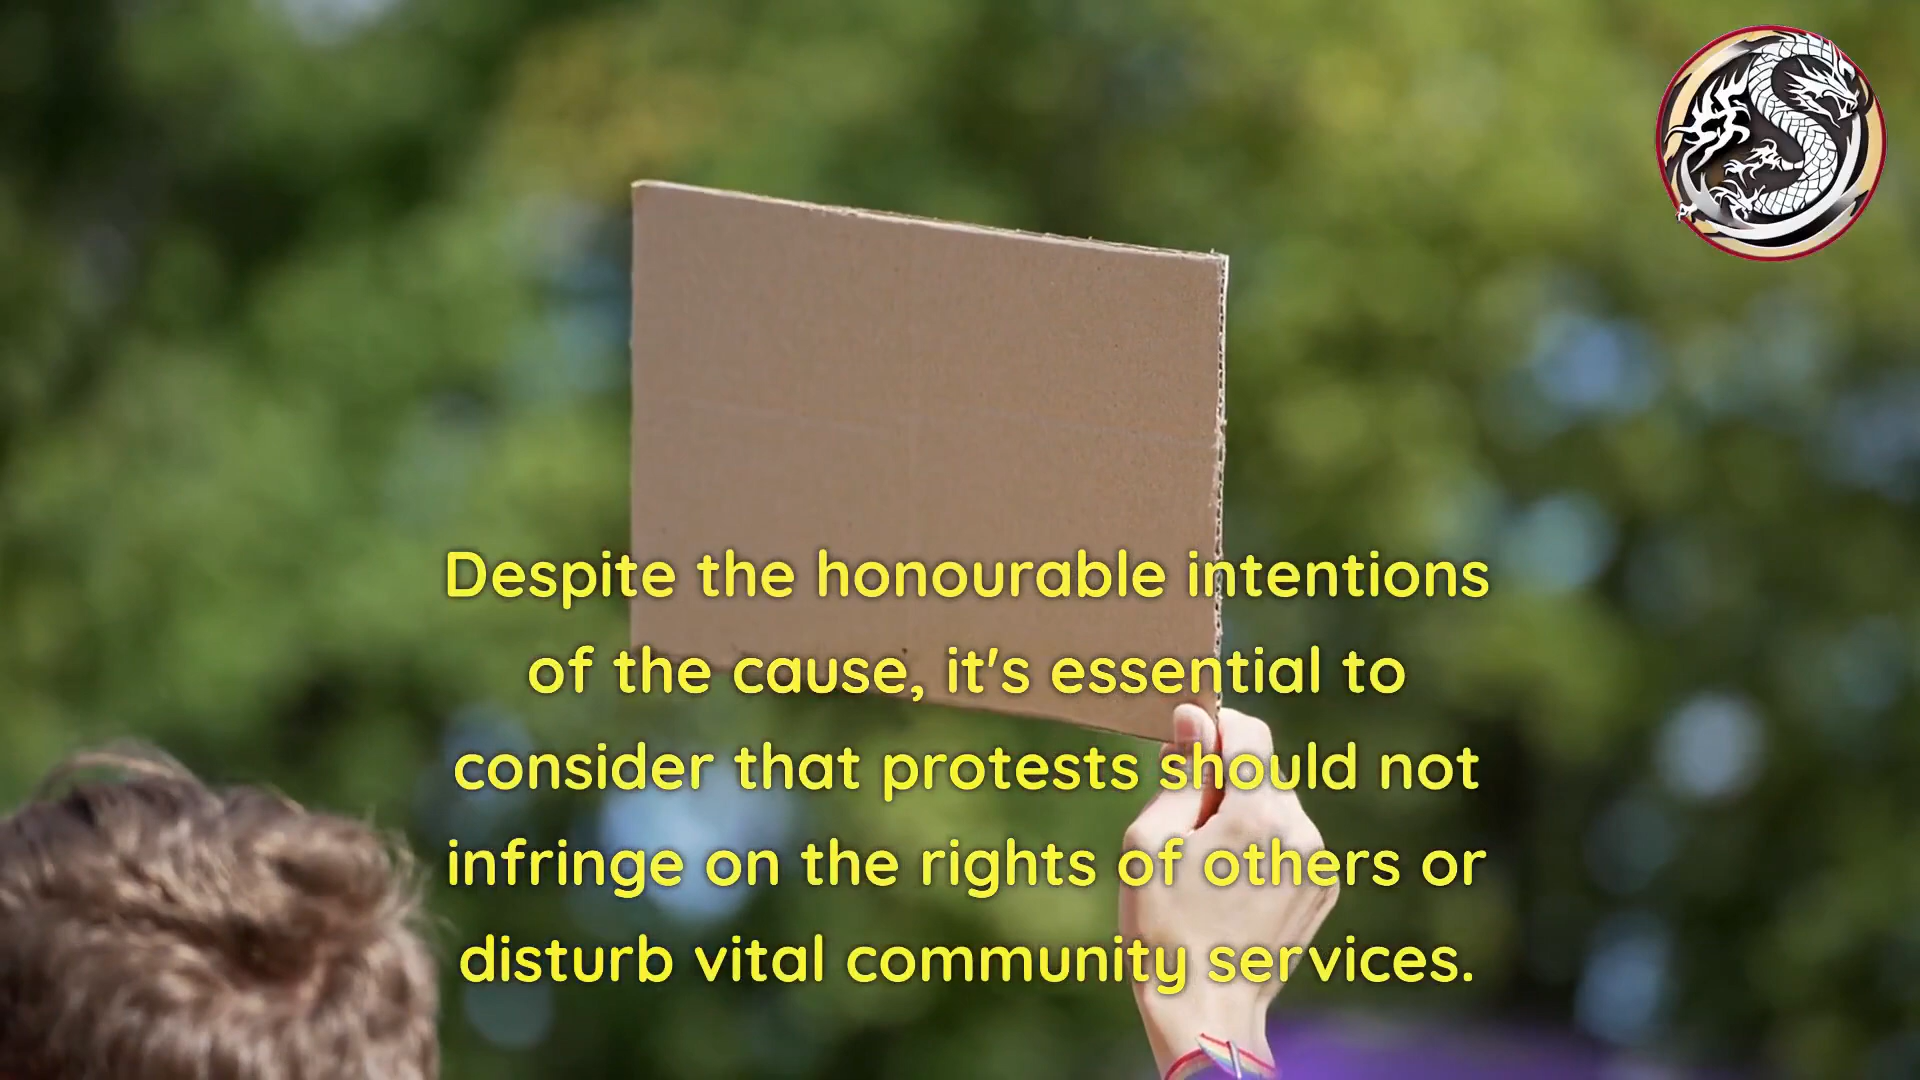 Despite the honourable intentions
of the cause, it's essential to
consider that protests should not
infringe on the rights of others or
disturb vital community services.